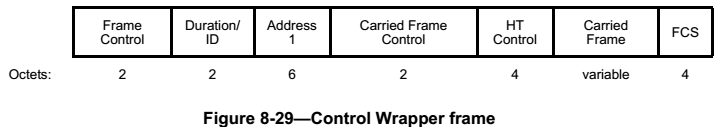 Frame Control
Duration/ ID
Address 1
Carried Frame Control
HT Control
Carried Frame
FCS
Octets: 2 2 6 2 4 variable 4
Figure 8-29—Control Wrapper frame